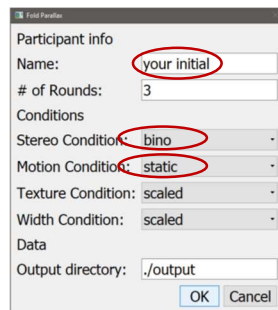 Fold Parallax
Participant info
Name: your initial
# of Rounds: 3
Conditions
Stereo Condition: bino
Motion Condition: static
Texture Condition: scaled
Width Condition: scaled
Data
Output directory: ./output
OK Cancel